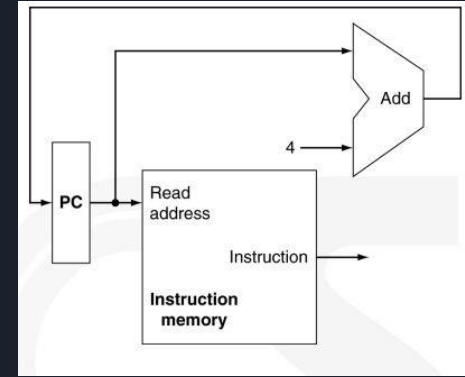 Add
4
PC
Read
address
Instruction
Instruction
memory